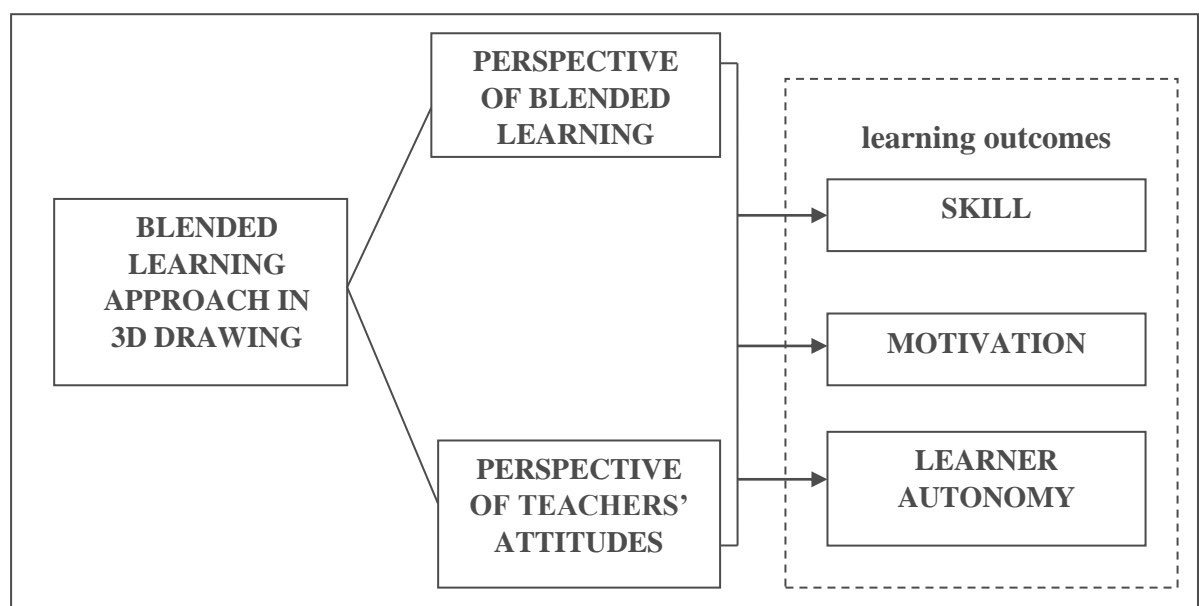 BLENDED
LEARNING
APPROACH IN
3D DRAWING
PERSPECTIVE
OF BLENDED
LEARNING
PERSPECTIVE
OF TEACHERS’
ATTITUDES
learning outcomes
SKILL
MOTIVATION
LEARNER
AUTONOMY